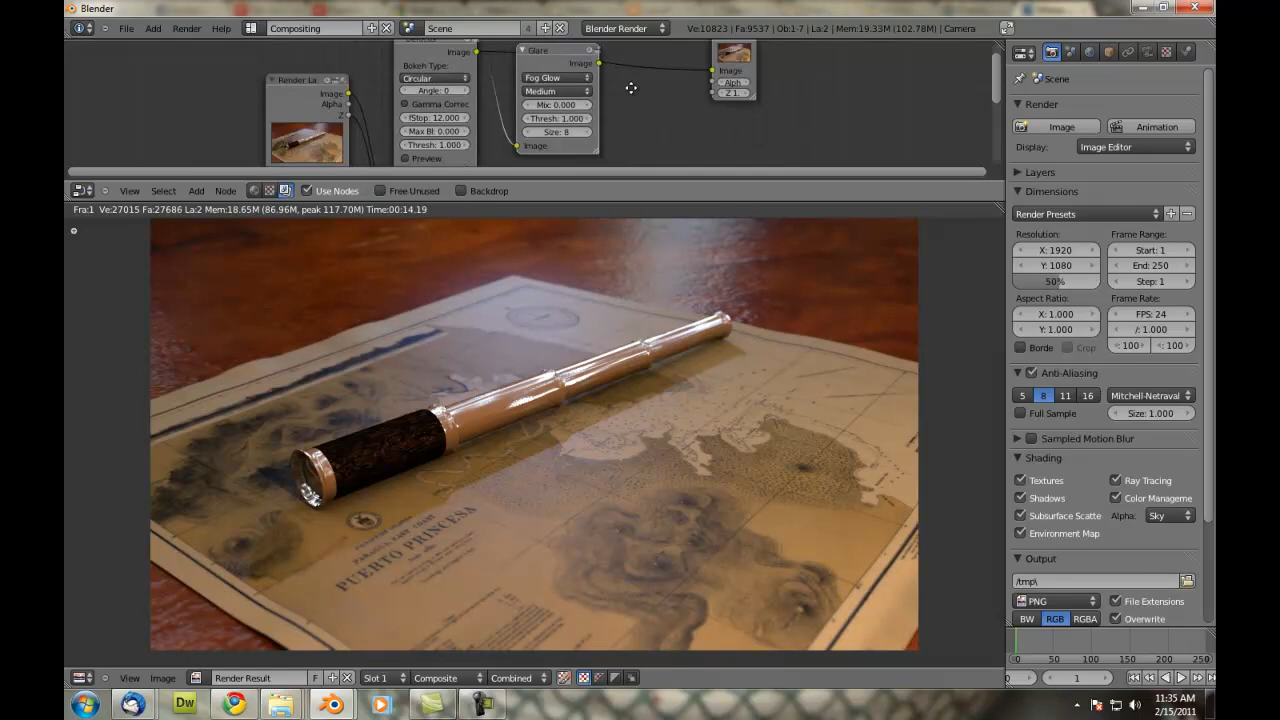 Blender
File Add Render Help Compositing Scene 4 Blender Render Ve:10823 | Fa:9537 | Ob:1-7 | La:2 | Mem:19.33M (102.78M) | Camera
Image
Bokeh Type:
Circular
Angle: 0
Gamma Correc
fStop: 12.000
Max Bl: 0.000
Thresh: 1.000
Preview
Render La
Image
Alpha
Z
Glare
Image
Fog Glow
Medium
Mix: 0.000
Thresh: 1.000
Size: 8
Image
Image
Alph
Z 1.
View Select Add Node Use Nodes Free Unused Backdrop
Fra:1 Ve:27015 Fa:27686 La:2 Mem:18.65M (86.96M, peak 117.70M) Time:00:14.19
PUERTO PRINCESA
View Image Render Result F Slot 1 Combined
Scene
Render
Image Animation
Display: Image Editor
Layers
Dimensions
Render Presets
Resolution: Frame Range:
X: 1920 Start: 1
Y: 1080 End: 250
50% Step: 1
Aspect Ratio: Frame Rate:
X: 1.000 FPS: 24
Y: 1.000 /: 1.000
Borde Crop : 100 : 100
Anti-Aliasing
5 8 11 16 Mitchell-Netraval
Full Sample Size: 1.000
Sampled Motion Blur
Shading
Textures Ray Tracing
Shadows Color Manageme
Subsurface Scatte Alpha: Sky
Environment Map
Output
/tmp\
PNG File Extensions
BW RGB RGBA Overwrite
0 50 100 150 200 250
0 1
Dw
11:35 AM
2/15/2011